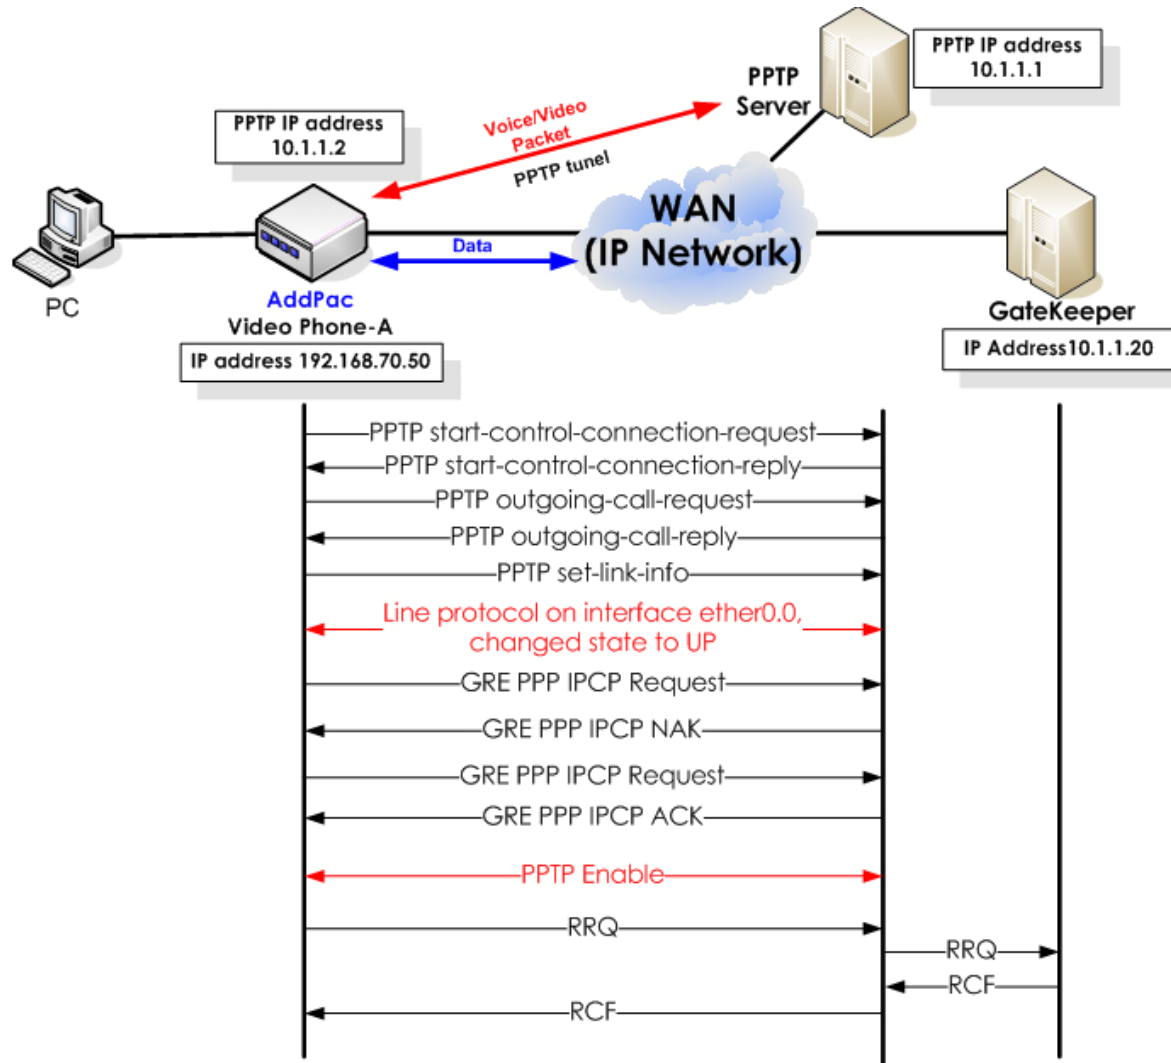 PPTP IP address
10.1.1.1
PPTP
Server
PPTP IP address
10.1.1.2
Voice/Video
Packet
PPTP tunel
WAN
(IP Network)
Data
PC
AddPac
Video Phone-A
IP address 192.168.70.50
GateKeeper
IP Address10.1.1.20
PPTP start-control-connection-request
PPTP start-control-connection-reply
PPTP outgoing-call-request
PPTP outgoing-call-reply
PPTP set-link-info
Line protocol on interface ether0.0,
changed state to UP
GRE PPP IPCP Request
GRE PPP IPCP NAK
GRE PPP IPCP Request
GRE PPP IPCP ACK
PPTP Enable
RRQ
RRQ
RCF
RCF